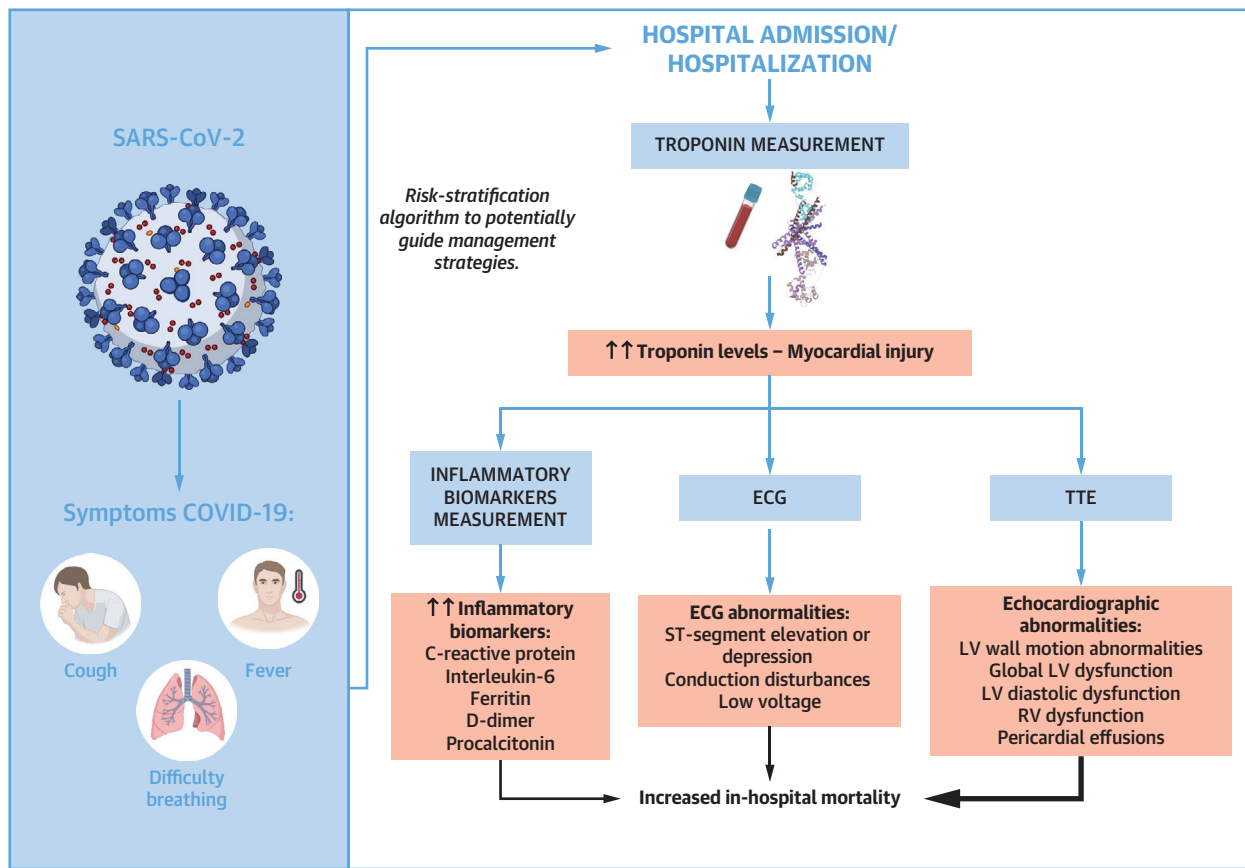 SARS-CoV-2
Symptoms COVID-19:
Cough
Fever
Difficulty
breathing
HOSPITAL ADMISSION/
HOSPITALIZATION
TROPONIN MEASUREMENT
Risk-stratification
algorithm to potentially
guide management
strategies.
↑↑ Troponin levels – Myocardial injury
INFLAMMATORY
BIOMARKERS
MEASUREMENT
ECG
TTE
↑↑ Inflammatory
biomarkers:
C-reactive protein
Interleukin-6
Ferritin
D-dimer
Procalcitonin
ECG abnormalities:
ST-segment elevation or
depression
Conduction disturbances
Low voltage
Echocardiographic
abnormalities:
LV wall motion abnormalities
Global LV dysfunction
LV diastolic dysfunction
RV dysfunction
Pericardial effusions
Increased in-hospital mortality